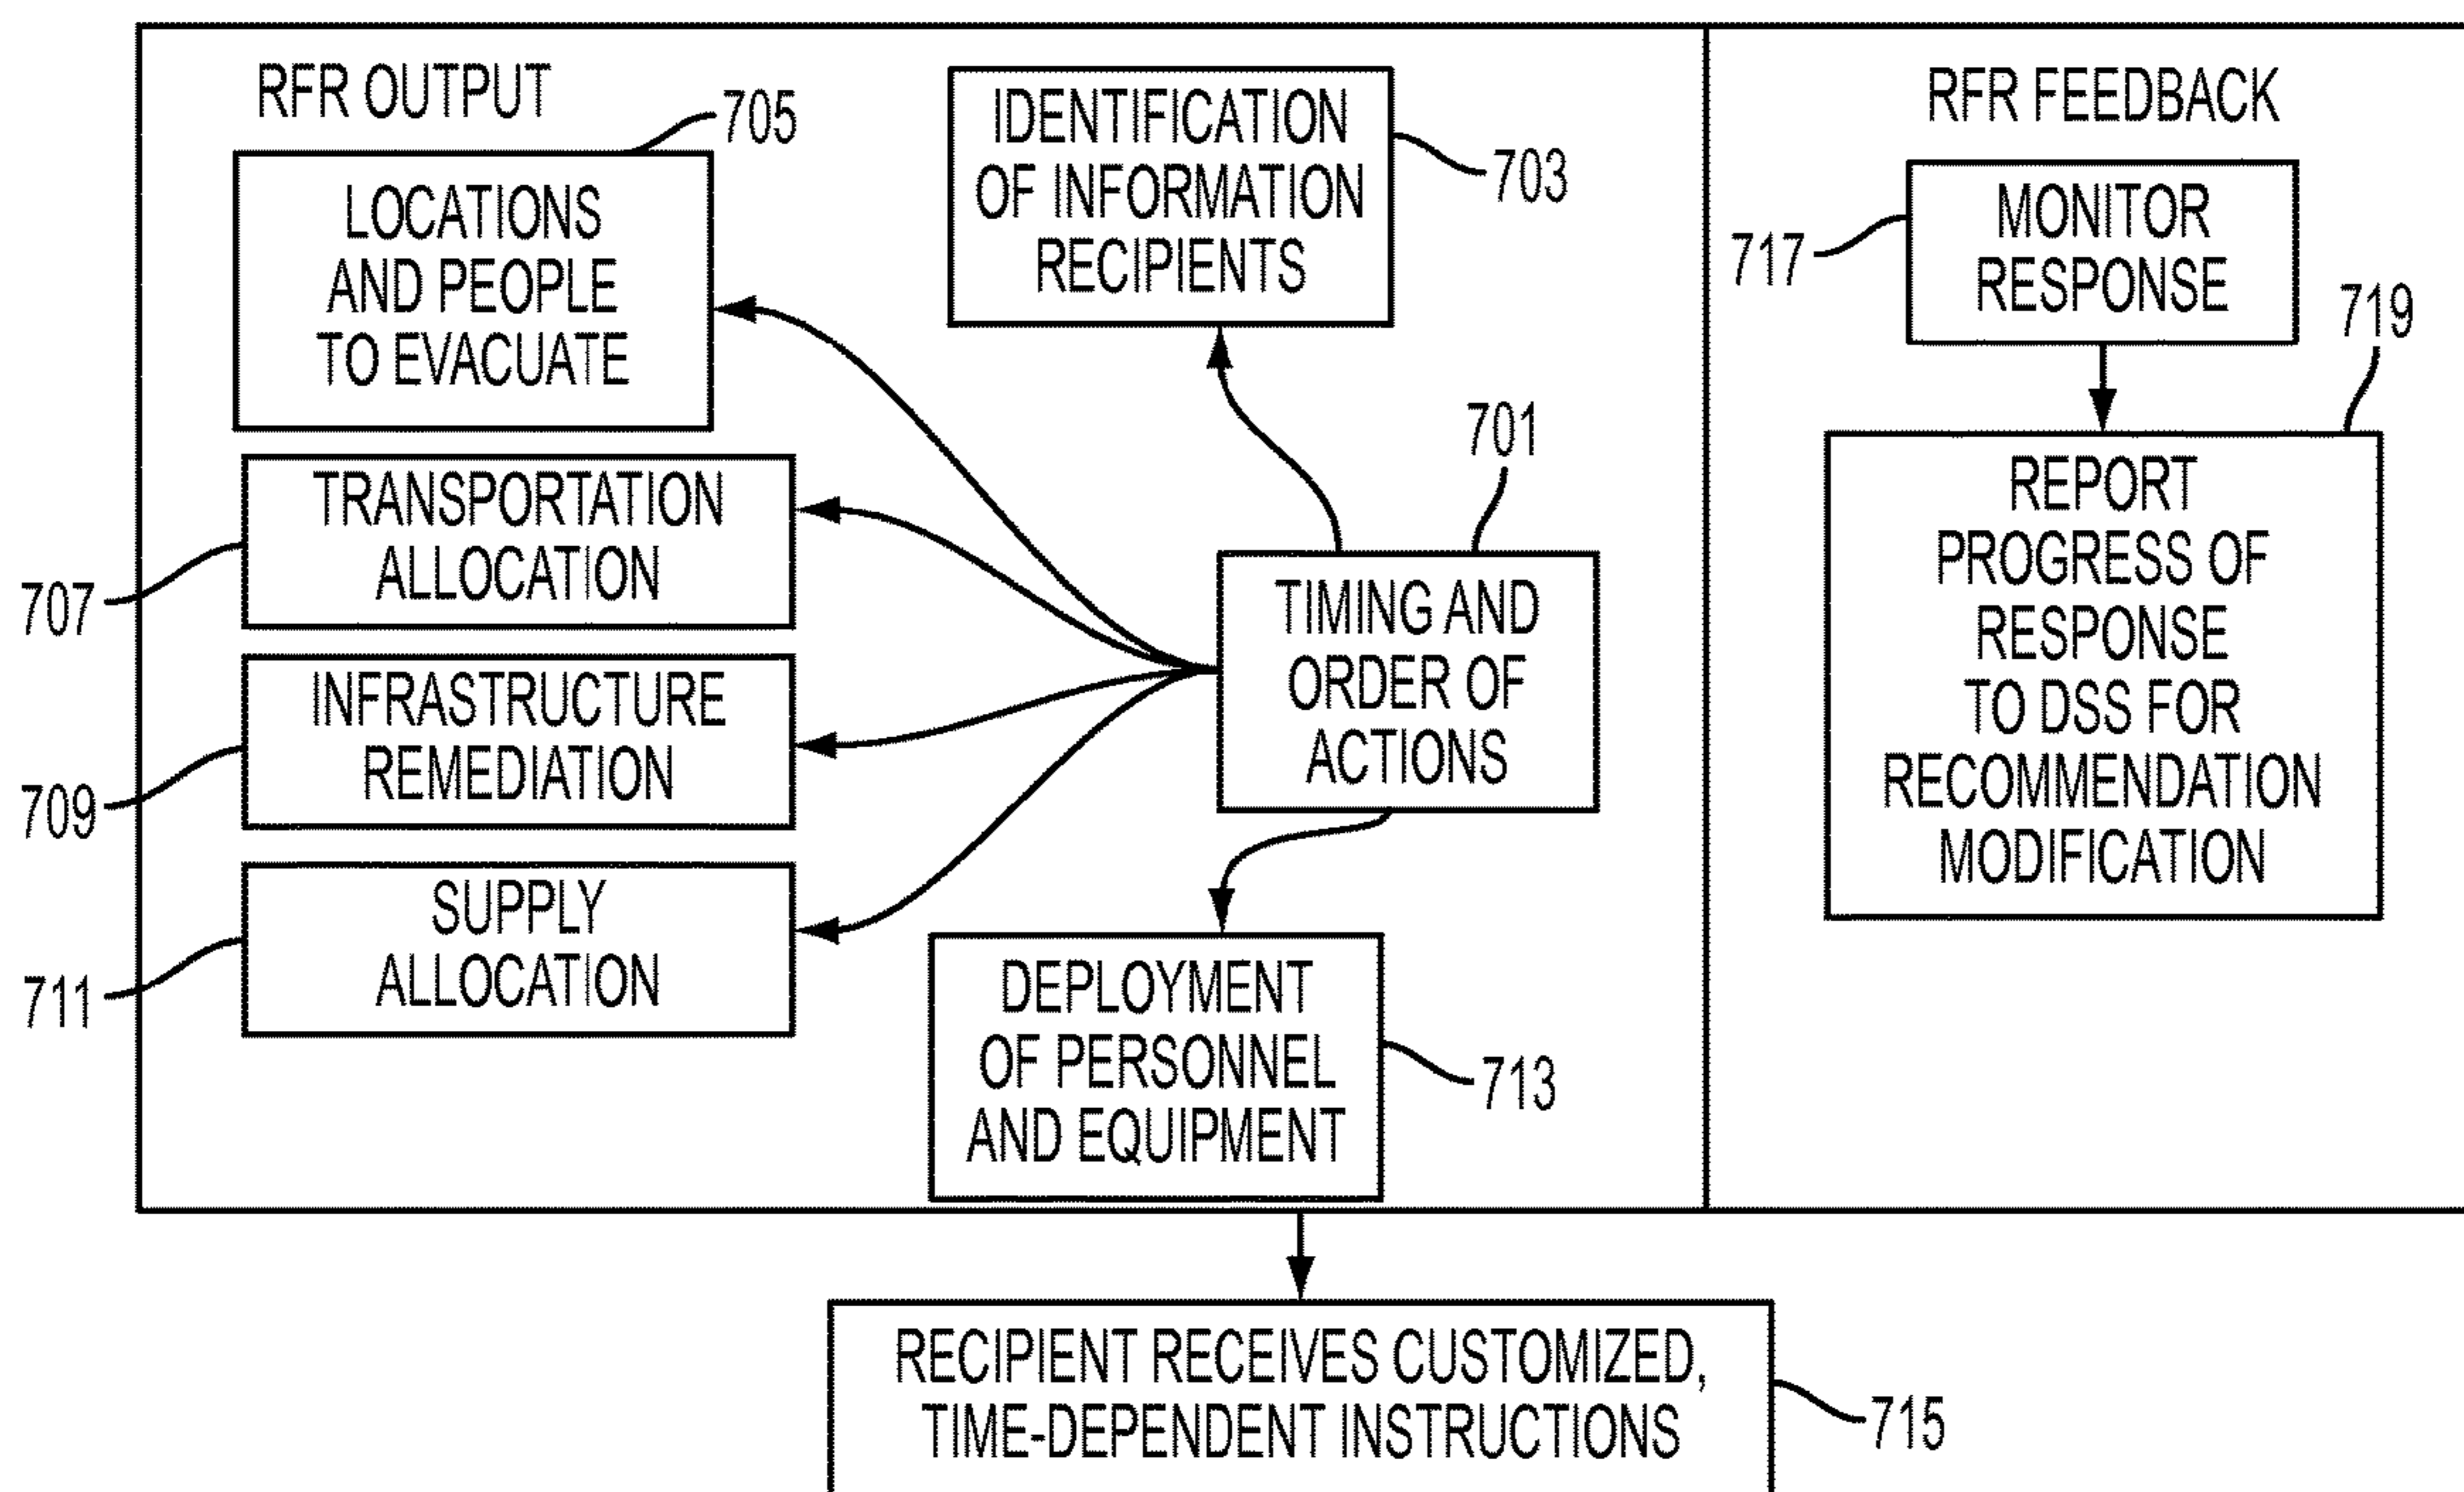 RFR OUTPUT
705
LOCATIONS
AND PEOPLE
TO EVACUATE
IDENTIFICATION
OF INFORMATION
RECIPIENTS
703
TRANSPORTATION
ALLOCATION
707
INFRASTRUCTURE
REMEDIATION
709
SUPPLY
ALLOCATION
711
701
TIMING AND
ORDER OF
ACTIONS
DEPLOYMENT
OF PERSONNEL
AND EQUIPMENT
713
RFR FEEDBACK
717
MONITOR
RESPONSE
719
REPORT
PROGRESS OF
RESPONSE
TO DSS FOR
RECOMMENDATION
MODIFICATION
RECIPIENT RECEIVES CUSTOMIZED,
TIME-DEPENDENT INSTRUCTIONS
715